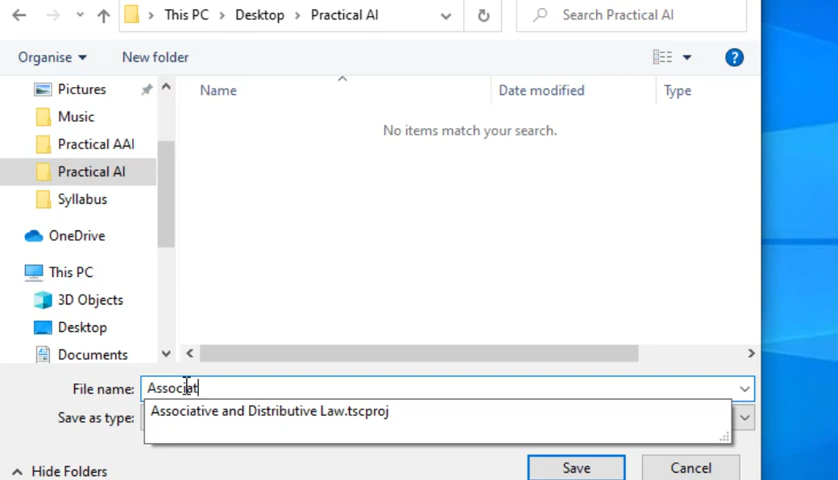 This PC > Desktop > Practical AI
Search Practical AI
Organise
New folder
?
Pictures
Music
Practical AAI
Practical AI
Syllabus
OneDrive
This PC
3D Objects
Desktop
Documents
Name
Date modified
Type
No items match your search.
File name: Associat
Associative and Distributive Law.tscproj
Save as type:
Hide Folders
Save
Cancel